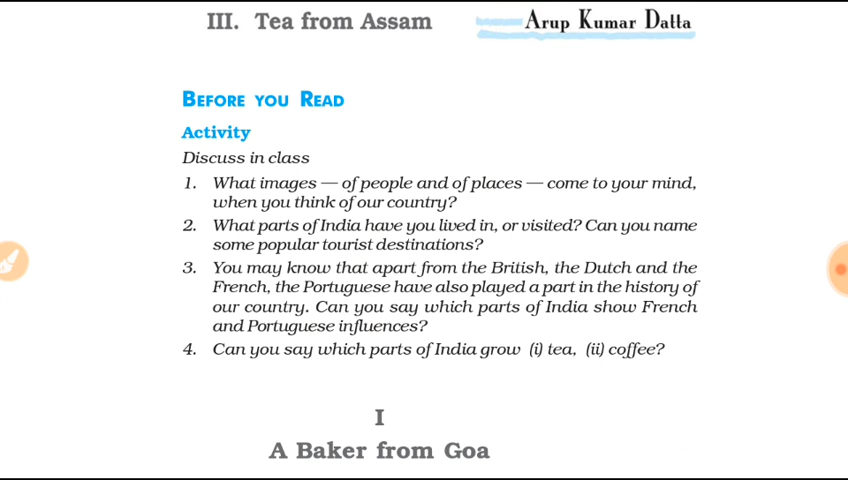 III. Tea from Assam Arup Kumar Datta
BEFORE YOU READ
Activity
Discuss in class
1. What images — of people and of places — come to your mind,
when you think of our country?
2. What parts of India have you lived in, or visited? Can you name
some popular tourist destinations?
3. You may know that apart from the British, the Dutch and the
French, the Portuguese have also played a part in the history of
our country. Can you say which parts of India show French
and Portuguese influences?
4. Can you say which parts of India grow (i) tea, (ii) coffee?
I
A Baker from Goa